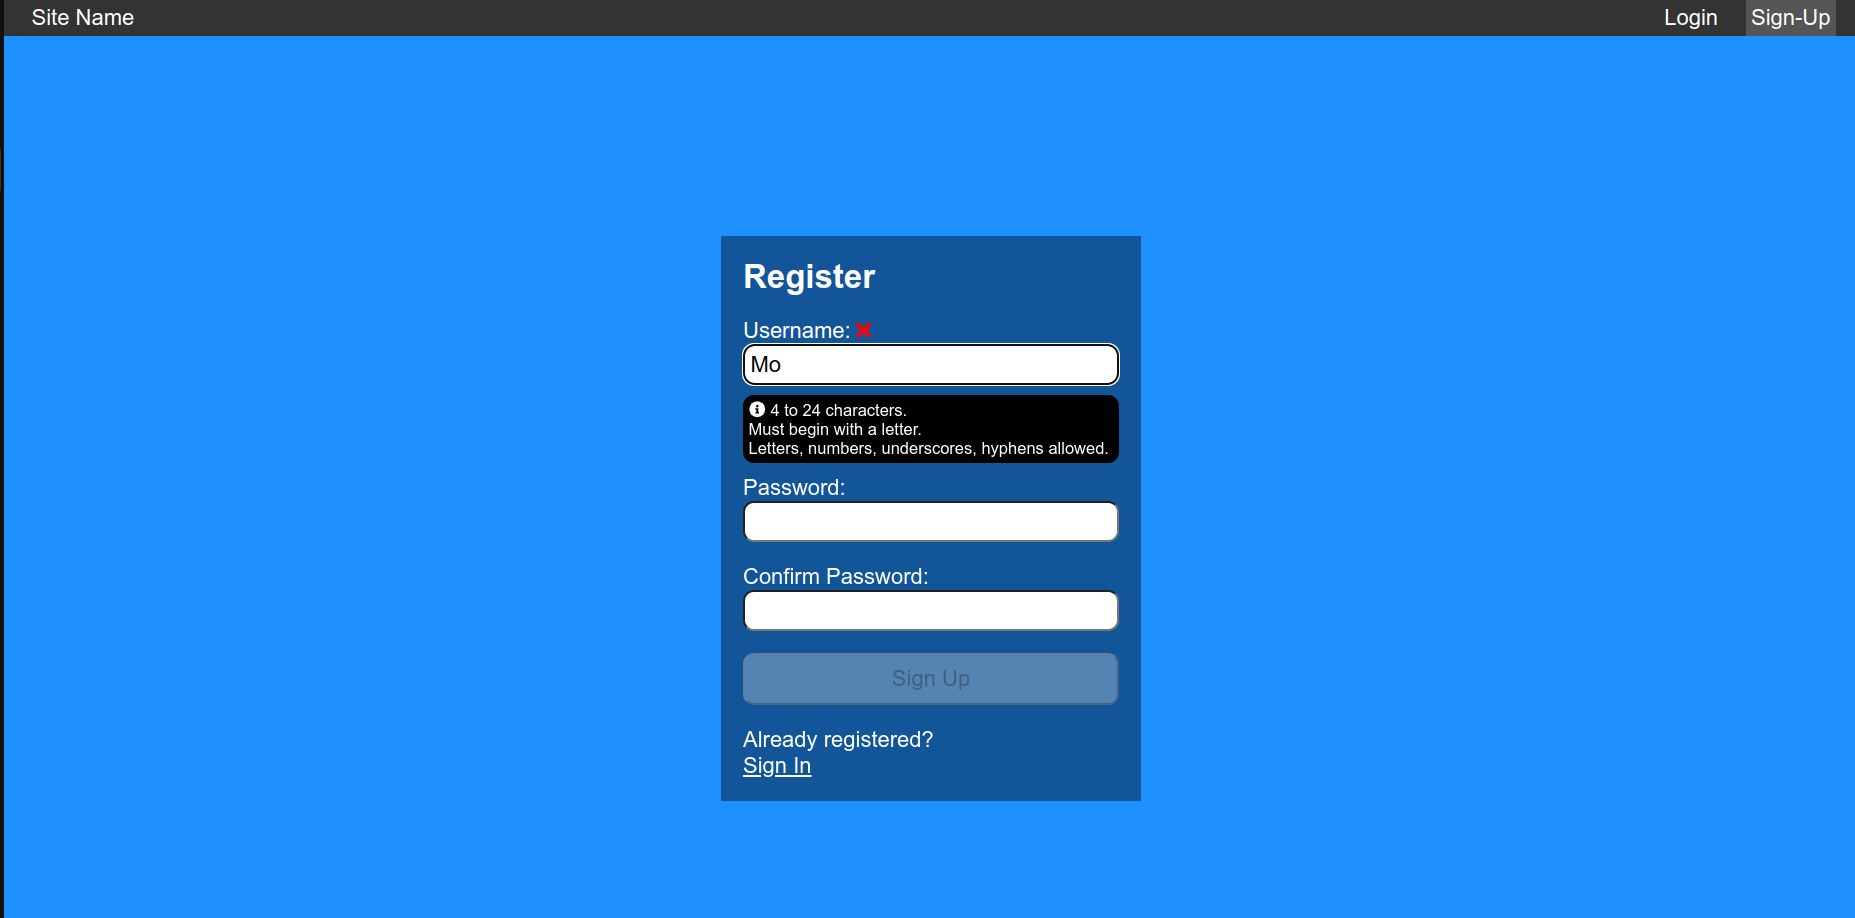 Site Name
Login
Sign-Up
Register
Username:
Mo
4 to 24 characters.
Must begin with a letter.
Letters, numbers, underscores, hyphens allowed.
Password:
Confirm Password:
Sign Up
Already registered?
Sign In